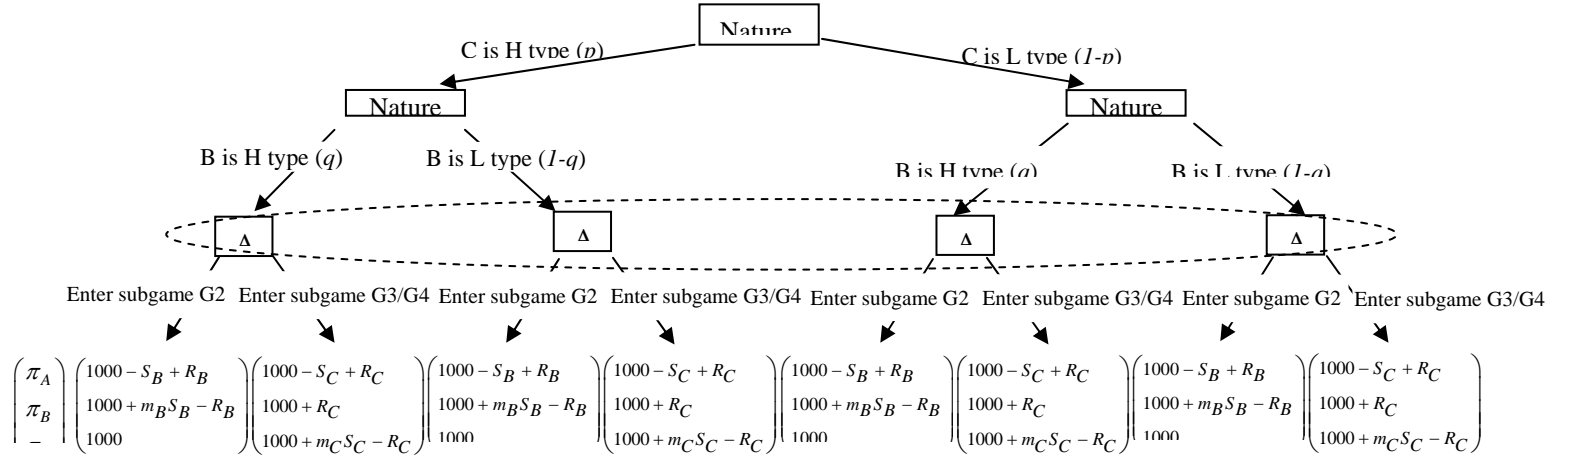 Nature
C is H type (p)
C is L type (1-p)
Nature
Nature
B is H type (q)
B is L type (1-q)
B is H type (q)
B is L type (1-q)
Δ
Δ
Δ
Δ
Enter subgame G2 Enter subgame G3/G4 Enter subgame G2 Enter subgame G3/G4 Enter subgame G2 Enter subgame G3/G4 Enter subgame G2 Enter subgame G3/G4
π_A 1000 − S_B + R_B 1000 − S_C + R_C 1000 − S_B + R_B 1000 − S_C + R_C 1000 − S_B + R_B 1000 − S_C + R_C 1000 − S_B + R_B 1000 − S_C + R_C
π_B 1000 + m_B S_B − R_B 1000 + R_C 1000 + m_B S_B − R_B 1000 + R_C 1000 + m_B S_B − R_B 1000 + R_C 1000 + m_B S_B − R_B 1000 + R_C
1000 1000 + m_C S_C − R_C 1000 1000 + m_C S_C − R_C 1000 1000 + m_C S_C − R_C 1000 1000 + m_C S_C − R_C